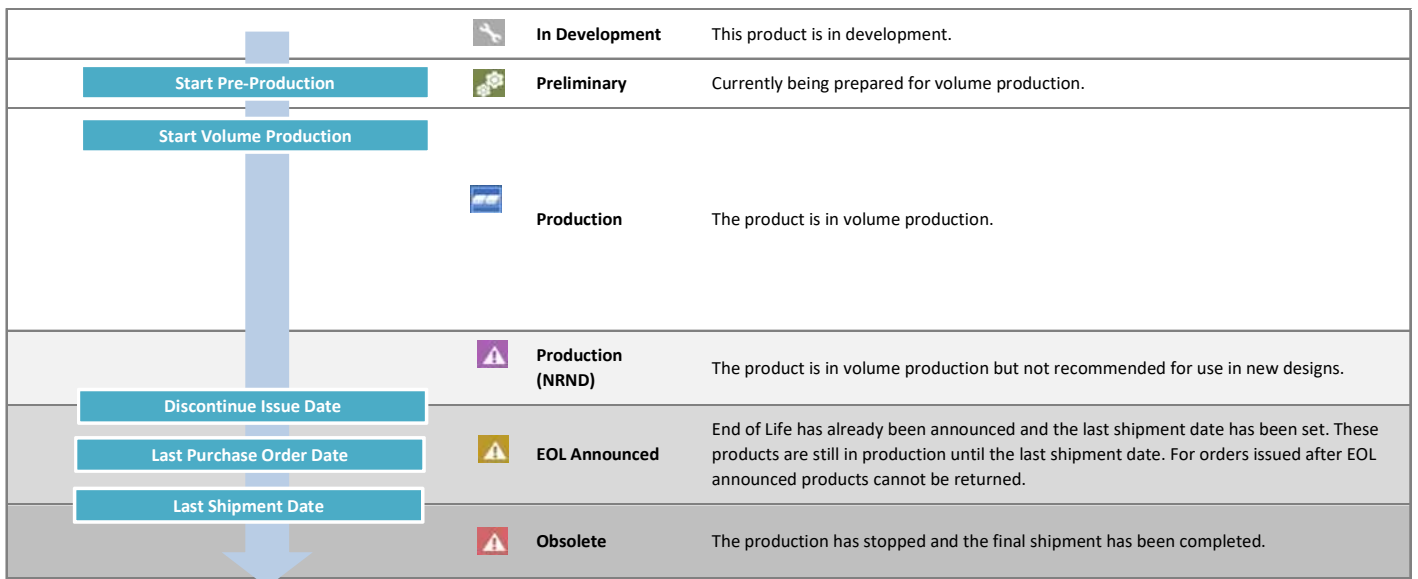 In Development This product is in development.
Start Pre-Production Preliminary Currently being prepared for volume production.
Start Volume Production
Production The product is in volume production.
Production
(NRND)
The product is in volume production but not recommended for use in new designs.
Discontinue Issue Date
Last Purchase Order Date
EOL Announced
End of Life has already been announced and the last shipment date has been set. These
products are still in production until the last shipment date. For orders issued after EOL
announced products cannot be returned.
Last Shipment Date
Obsolete The production has stopped and the final shipment has been completed.